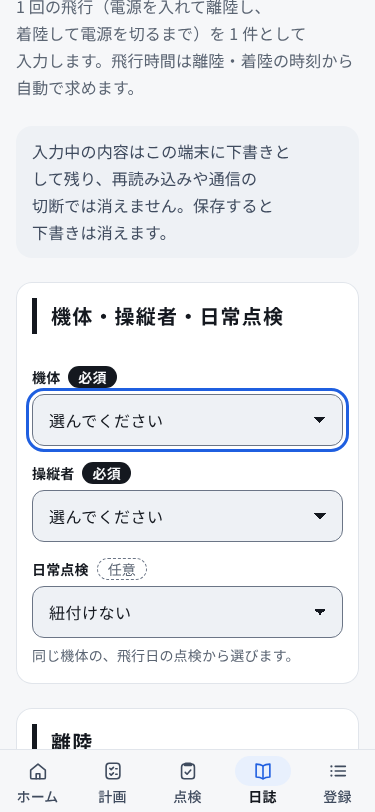 1 回の飛行（電源を入れて離陸し、
着陸して電源を切るまで）を 1 件として
入力します。飛行時間は離陸・着陸の時刻から
自動で求めます。
入力中の内容はこの端末に下書きと
して残り、再読み込みや通信の
切断では消えません。保存すると
下書きは消えます。
機体・操縦者・日常点検
機体 必須
選んでください
操縦者 必須
選んでください
日常点検 任意
紐付けない
同じ機体の、飛行日の点検から選びます。
離陸
ホーム 計画 点検 日誌 登録